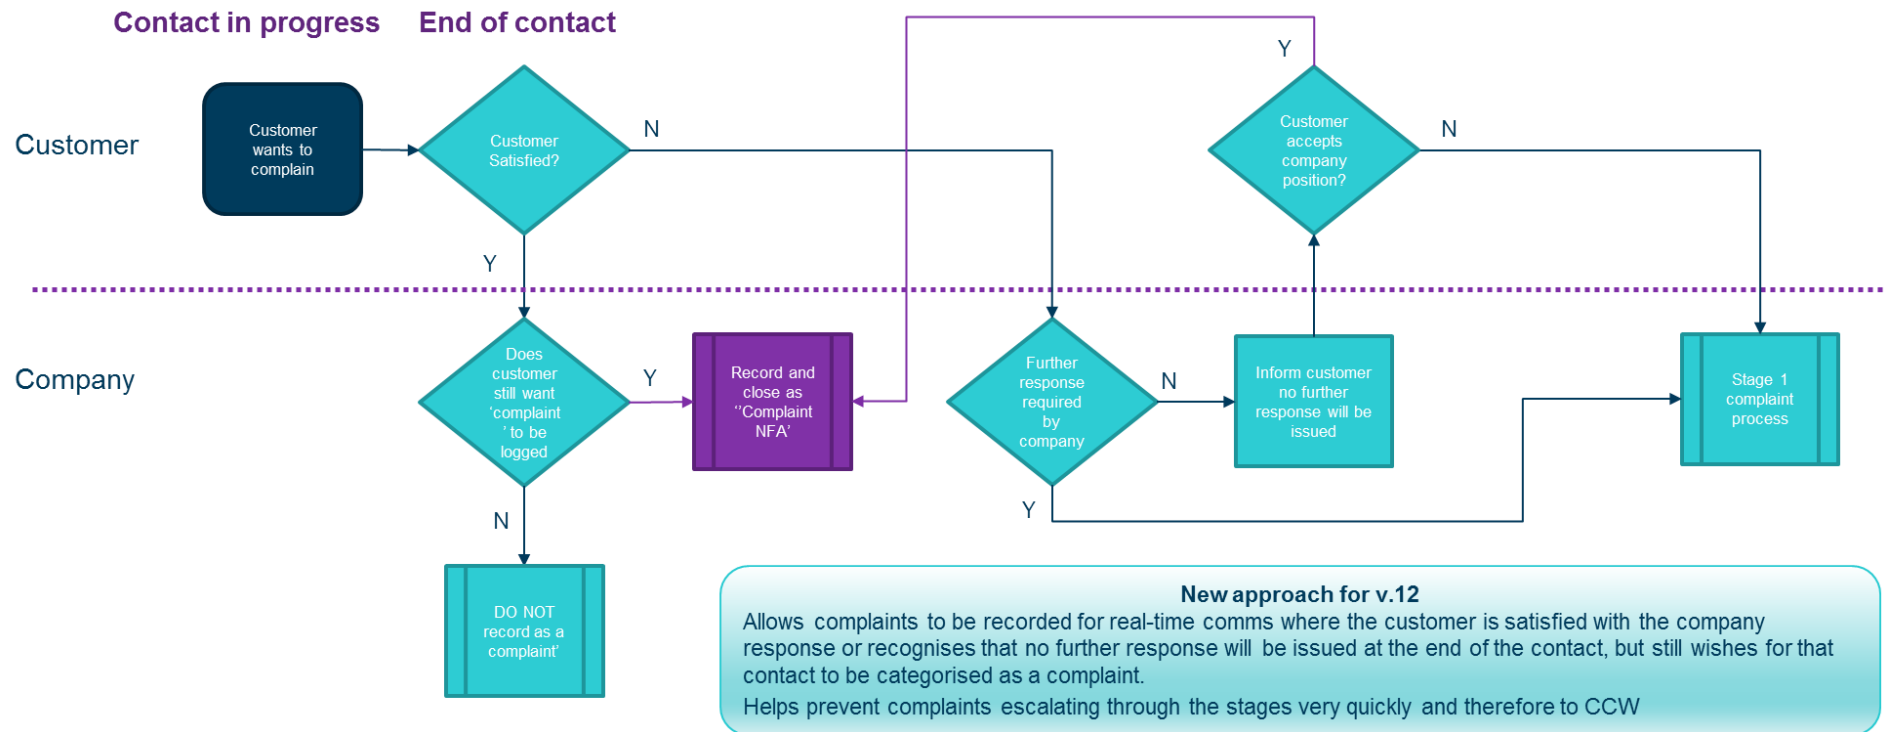 Contact in progress
End of contact
Customer
Customer
wants to
complain
Customer
Satisfied?
N
Y
Customer
accepts
company
position?
Y
N
Company
Does
customer
still want
‘complaint
’ to be
logged
Y
N
Record and
close as
‘’Complaint
NFA’
Further
response
required
by
company
N
Y
Inform customer
no further
response will be
issued
Stage 1
complaint
process
DO NOT
record as a
complaint’
New approach for v.12
Allows complaints to be recorded for real-time comms where the customer is satisfied with the company
response or recognises that no further response will be issued at the end of the contact, but still wishes for that
contact to be categorised as a complaint.
Helps prevent complaints escalating through the stages very quickly and therefore to CCW